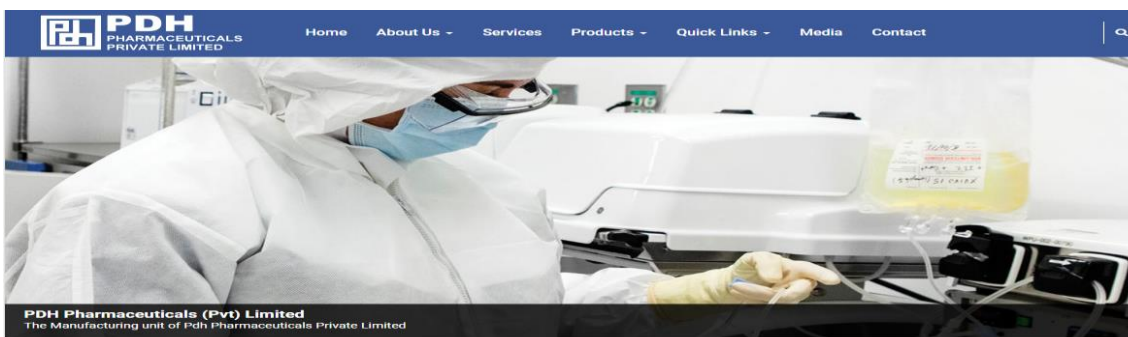 PDH
PHARMACEUTICALS
PRIVATE LIMITED
Home About Us Services Products Quick Links Media Contact
PDH Pharmaceuticals (Pvt) Limited
The Manufacturing unit of Pdh Pharmaceuticals Private Limited